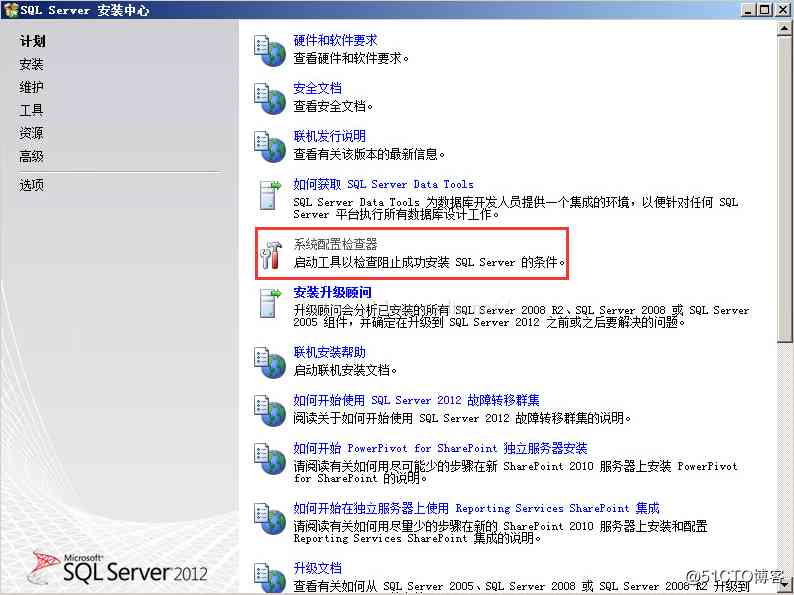 SQL Server 安装中心
计划
安装
维护
工具
资源
高级
选项
硬件和软件要求
查看硬件和软件要求。
安全文档
查看安全文档。
联机发行说明
查看有关该版本的最新信息。
如何获取 SQL Server Data Tools
SQL Server Data Tools 为数据库开发人员提供一个集成的环境，以便针对任何 SQL
Server 平台执行所有数据库设计工作。
系统配置检查器
启动工具以检查阻止成功安装 SQL Server 的条件。
安装升级顾问
升级顾问会分析已安装的所有 SQL Server 2008 R2、SQL Server 2008 或 SQL Server
2005 组件，并确定在升级到 SQL Server 2012 之前或之后要解决的问题。
联机安装帮助
启动联机安装文档。
如何开始使用 SQL Server 2012 故障转移群集
阅读关于如何开始使用 SQL Server 2012 故障转移群集的说明。
如何开始 PowerPivot for SharePoint 独立服务器安装
请阅读有关如何用尽可能少的步骤在新 SharePoint 2010 服务器上安装 PowerPivot
for SharePoint 的说明。
如何开始在独立服务器上使用 Reporting Services SharePoint 集成
请阅读有关如何用尽量少的步骤在新的 SharePoint 2010 服务器上安装和配置
Reporting Services SharePoint 集成的说明。
升级文档
查看有关如何从 SQL Server 2005、SQL Server 2008 或 SQL Server 2008 R2 升级到
Microsoft®
SQL Server 2012
@51CTO博客